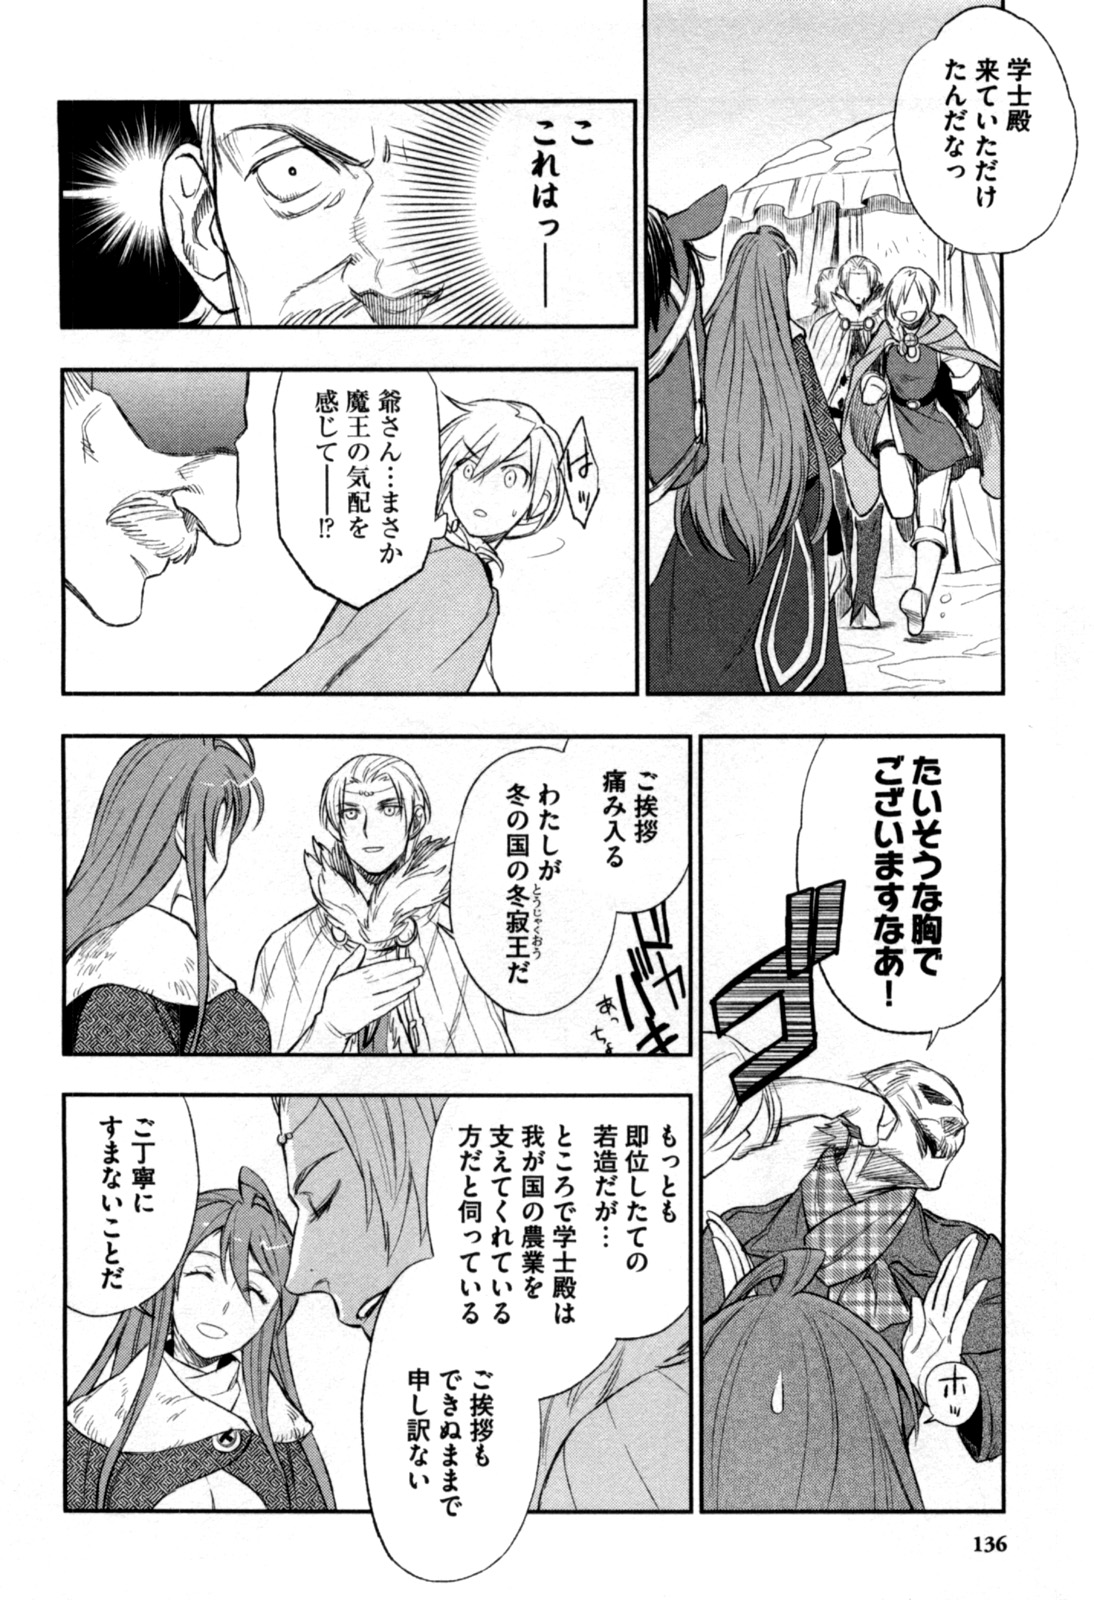 学士殿
来ていただけ
たんだなっ
こ
これはっ――
はッ
爺さん…まさか
魔王の気配を
感じて――!?
たいそうな胸で
ございますなあ!
ゴッ
ホッ
ご挨拶
痛み入る
わたしが
冬の国の冬寂王だ
とうじゃくおう
ドカ
バキ
あっちょ
もっとも
即位したての
若造だが…
ところで学士殿は
我が国の農業を
支えてくれている
方だと伺っている
ご挨拶も
できぬままで
申し訳ない
ご丁寧に
すまないことだ
136